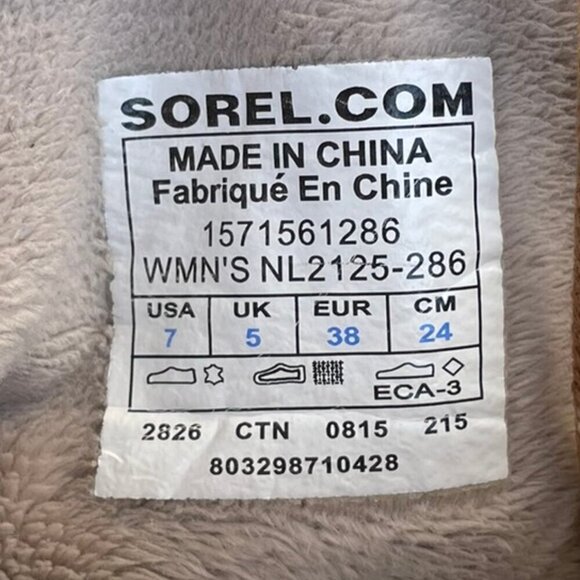 SOREL.COM
MADE IN CHINA
Fabriqué En Chine
1571561286
WMN'S NL2125-286
USA UK EUR CM
7 5 38 24
ECA-3
2826 CTN 0815 215
803298710428